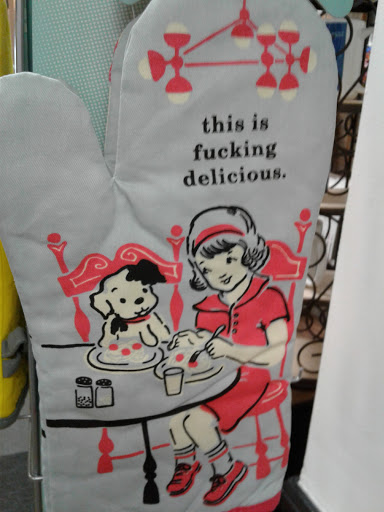 this is
fucking
delicious.